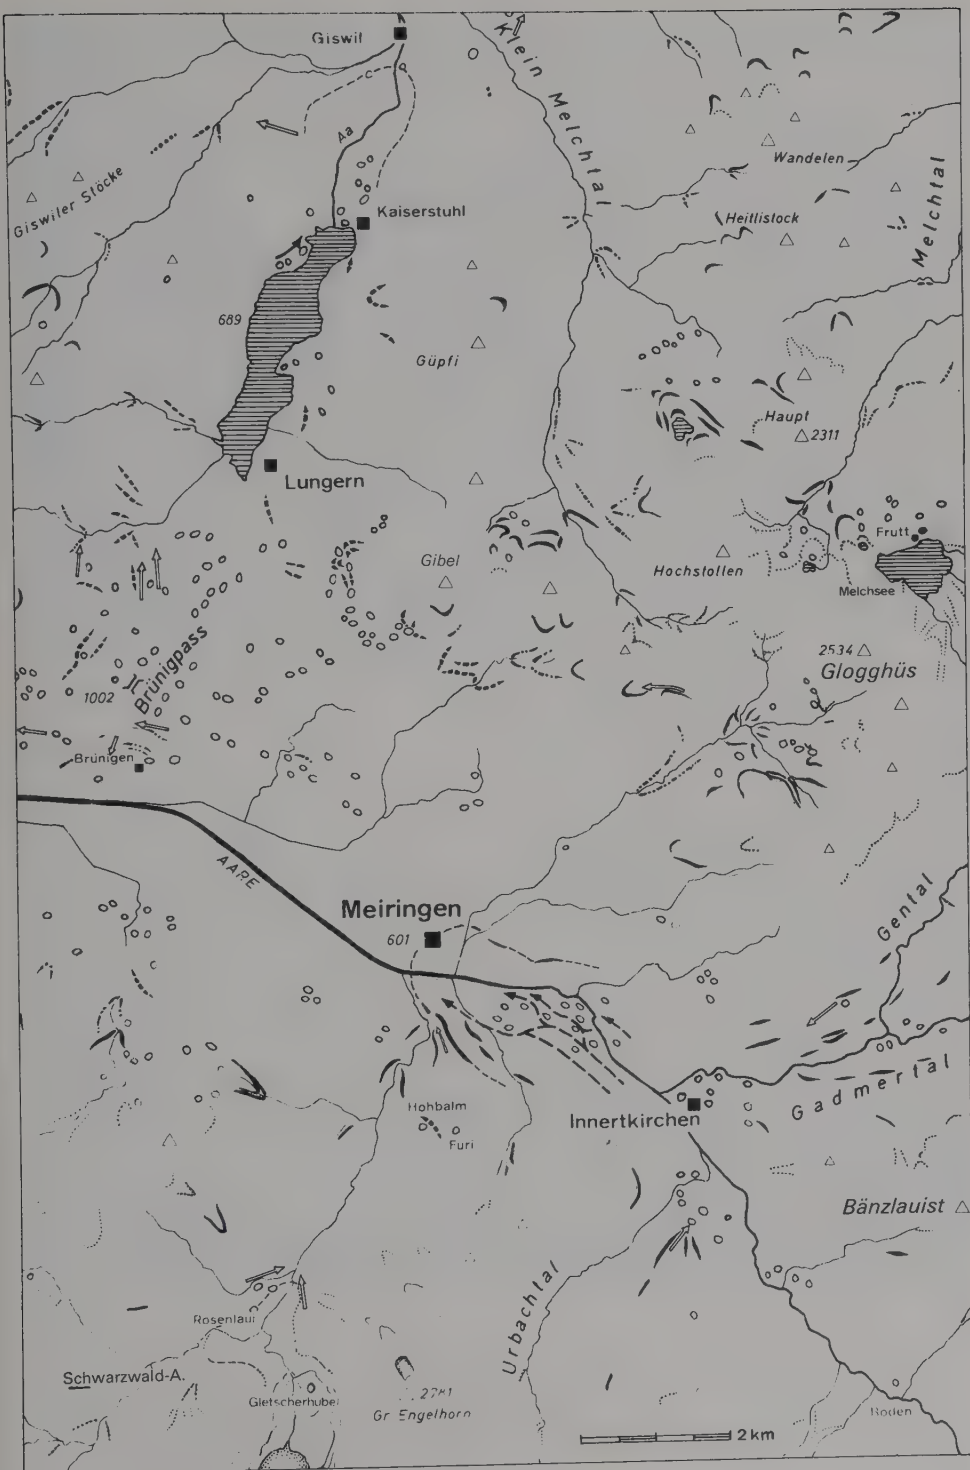 Giswil
Klein Melchtal
Aa
Wandelen
Giswiler Stöcke
Kaiserstuhl
Heitlistock
Melchtal
689
Güpfi
Haupt
2311
Lungern
Gibel
Hochstollen
Frutt
Melchsee
Brünigpass
1002
2534
Glogghüs
Brünigen
AARE
Meiringen
601
Gental
Gadmertal
Hohbalm
Furi
Innertkirchen
Bänzlauist
Urbachtal
Rosenlaui
Schwarzwald-A.
Gletscherhubel
2781
Gr Engelhorn
Boden
2 km